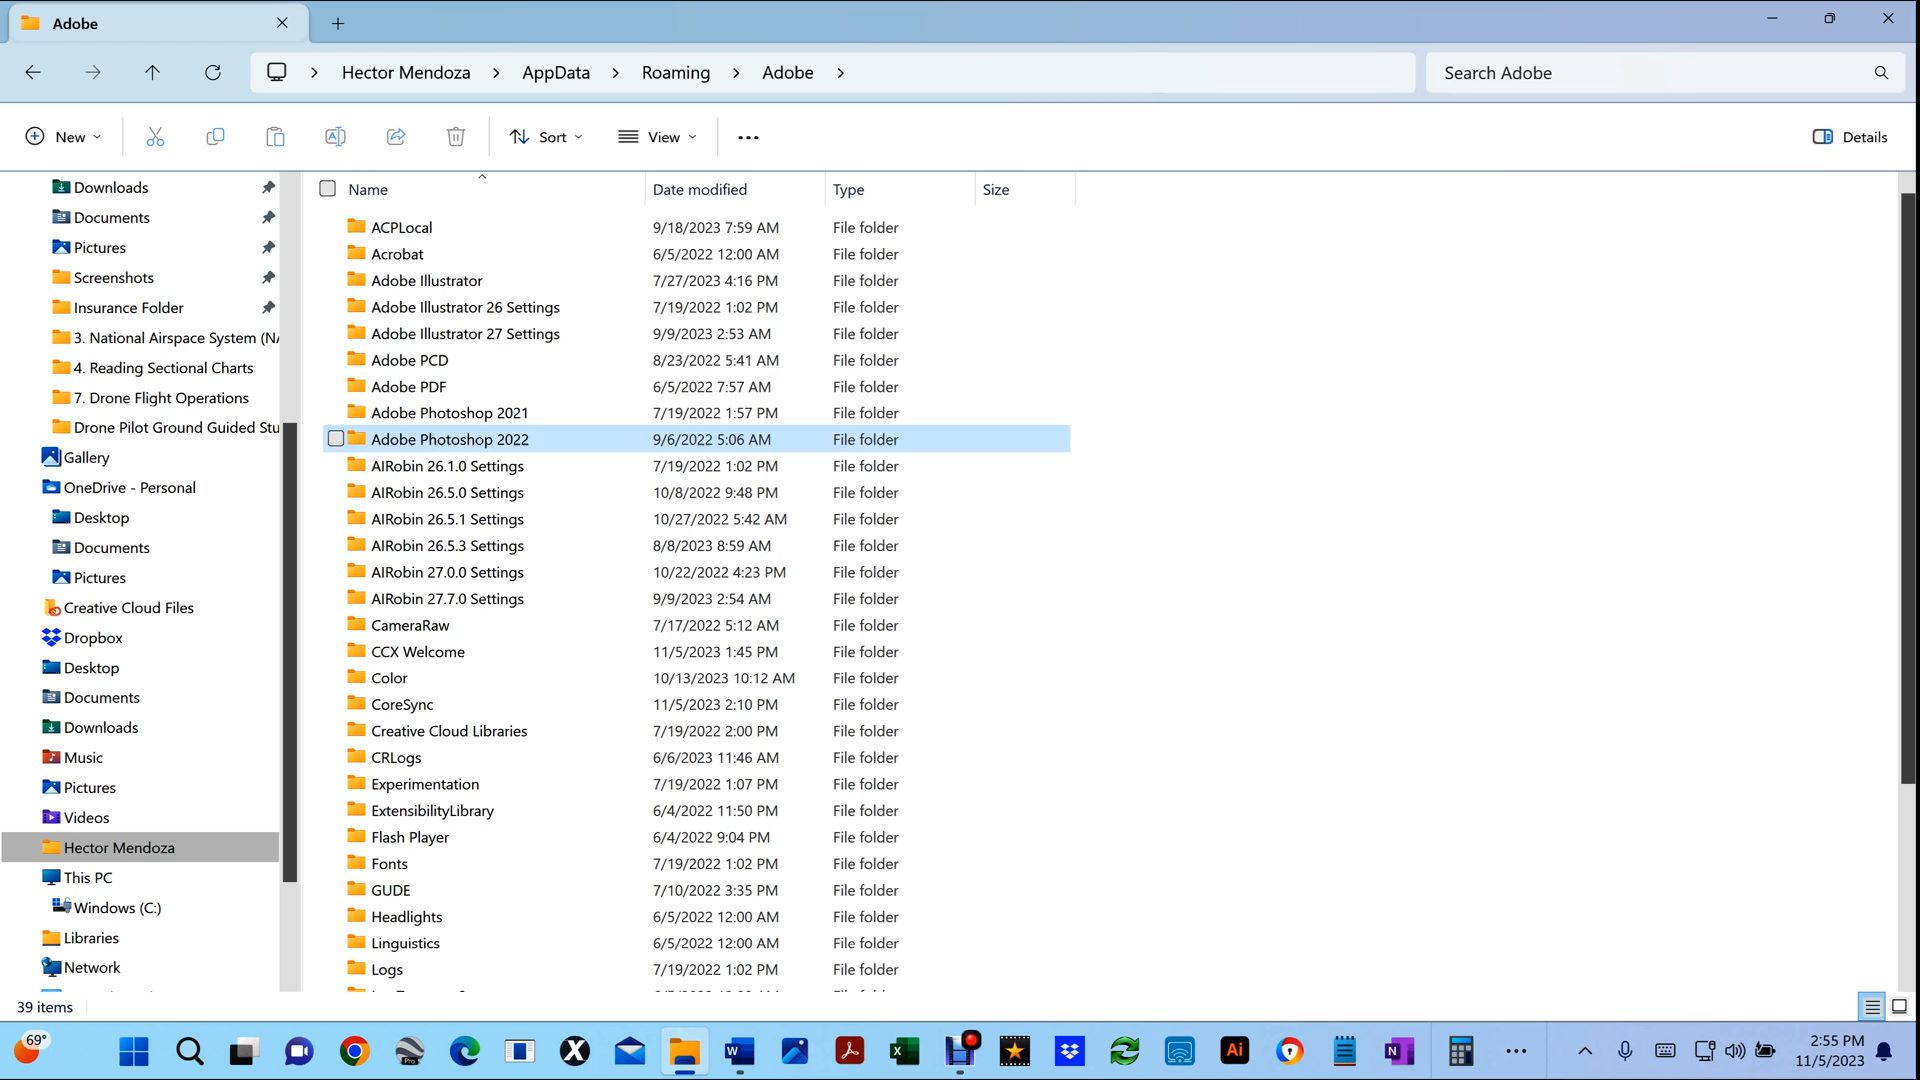 Adobe
Hector Mendoza > AppData > Roaming > Adobe >
Search Adobe
New
Sort
View
Details
Downloads
Documents
Pictures
Screenshots
Insurance Folder
3. National Airspace System (NA
4. Reading Sectional Charts
7. Drone Flight Operations
Drone Pilot Ground Guided Stu
Gallery
OneDrive - Personal
Desktop
Documents
Pictures
Creative Cloud Files
Dropbox
Desktop
Documents
Downloads
Music
Pictures
Videos
Hector Mendoza
This PC
Windows (C:)
Libraries
Network
Name Date modified Type Size
ACPLocal 9/18/2023 7:59 AM File folder
Acrobat 6/5/2022 12:00 AM File folder
Adobe Illustrator 7/27/2023 4:16 PM File folder
Adobe Illustrator 26 Settings 7/19/2022 1:02 PM File folder
Adobe Illustrator 27 Settings 9/9/2023 2:53 AM File folder
Adobe PCD 8/23/2022 5:41 AM File folder
Adobe PDF 6/5/2022 7:57 AM File folder
Adobe Photoshop 2021 7/19/2022 1:57 PM File folder
Adobe Photoshop 2022 9/6/2022 5:06 AM File folder
AIRobin 26.1.0 Settings 7/19/2022 1:02 PM File folder
AIRobin 26.5.0 Settings 10/8/2022 9:48 PM File folder
AIRobin 26.5.1 Settings 10/27/2022 5:42 AM File folder
AIRobin 26.5.3 Settings 8/8/2023 8:59 AM File folder
AIRobin 27.0.0 Settings 10/22/2022 4:23 PM File folder
AIRobin 27.7.0 Settings 9/9/2023 2:54 AM File folder
CameraRaw 7/17/2022 5:12 AM File folder
CCX Welcome 11/5/2023 1:45 PM File folder
Color 10/13/2023 10:12 AM File folder
CoreSync 11/5/2023 2:10 PM File folder
Creative Cloud Libraries 7/19/2022 2:00 PM File folder
CRLogs 6/6/2023 11:46 AM File folder
Experimentation 7/19/2022 1:07 PM File folder
ExtensibilityLibrary 6/4/2022 11:50 PM File folder
Flash Player 6/4/2022 9:04 PM File folder
Fonts 7/19/2022 1:02 PM File folder
GUDE 7/10/2022 3:35 PM File folder
Headlights 6/5/2022 12:00 AM File folder
Linguistics 6/5/2022 12:00 AM File folder
Logs 7/19/2022 1:02 PM File folder
39 items
69°
Pro
W
X
Ai
N
2:55 PM
11/5/2023